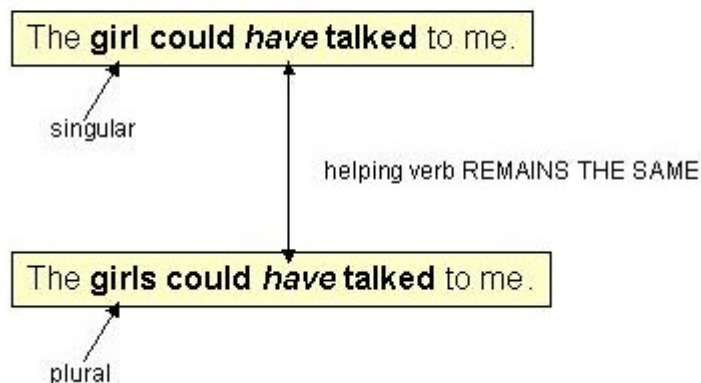 The girl could have talked to me.
singular
helping verb REMAINS THE SAME
The girls could have talked to me.
plural